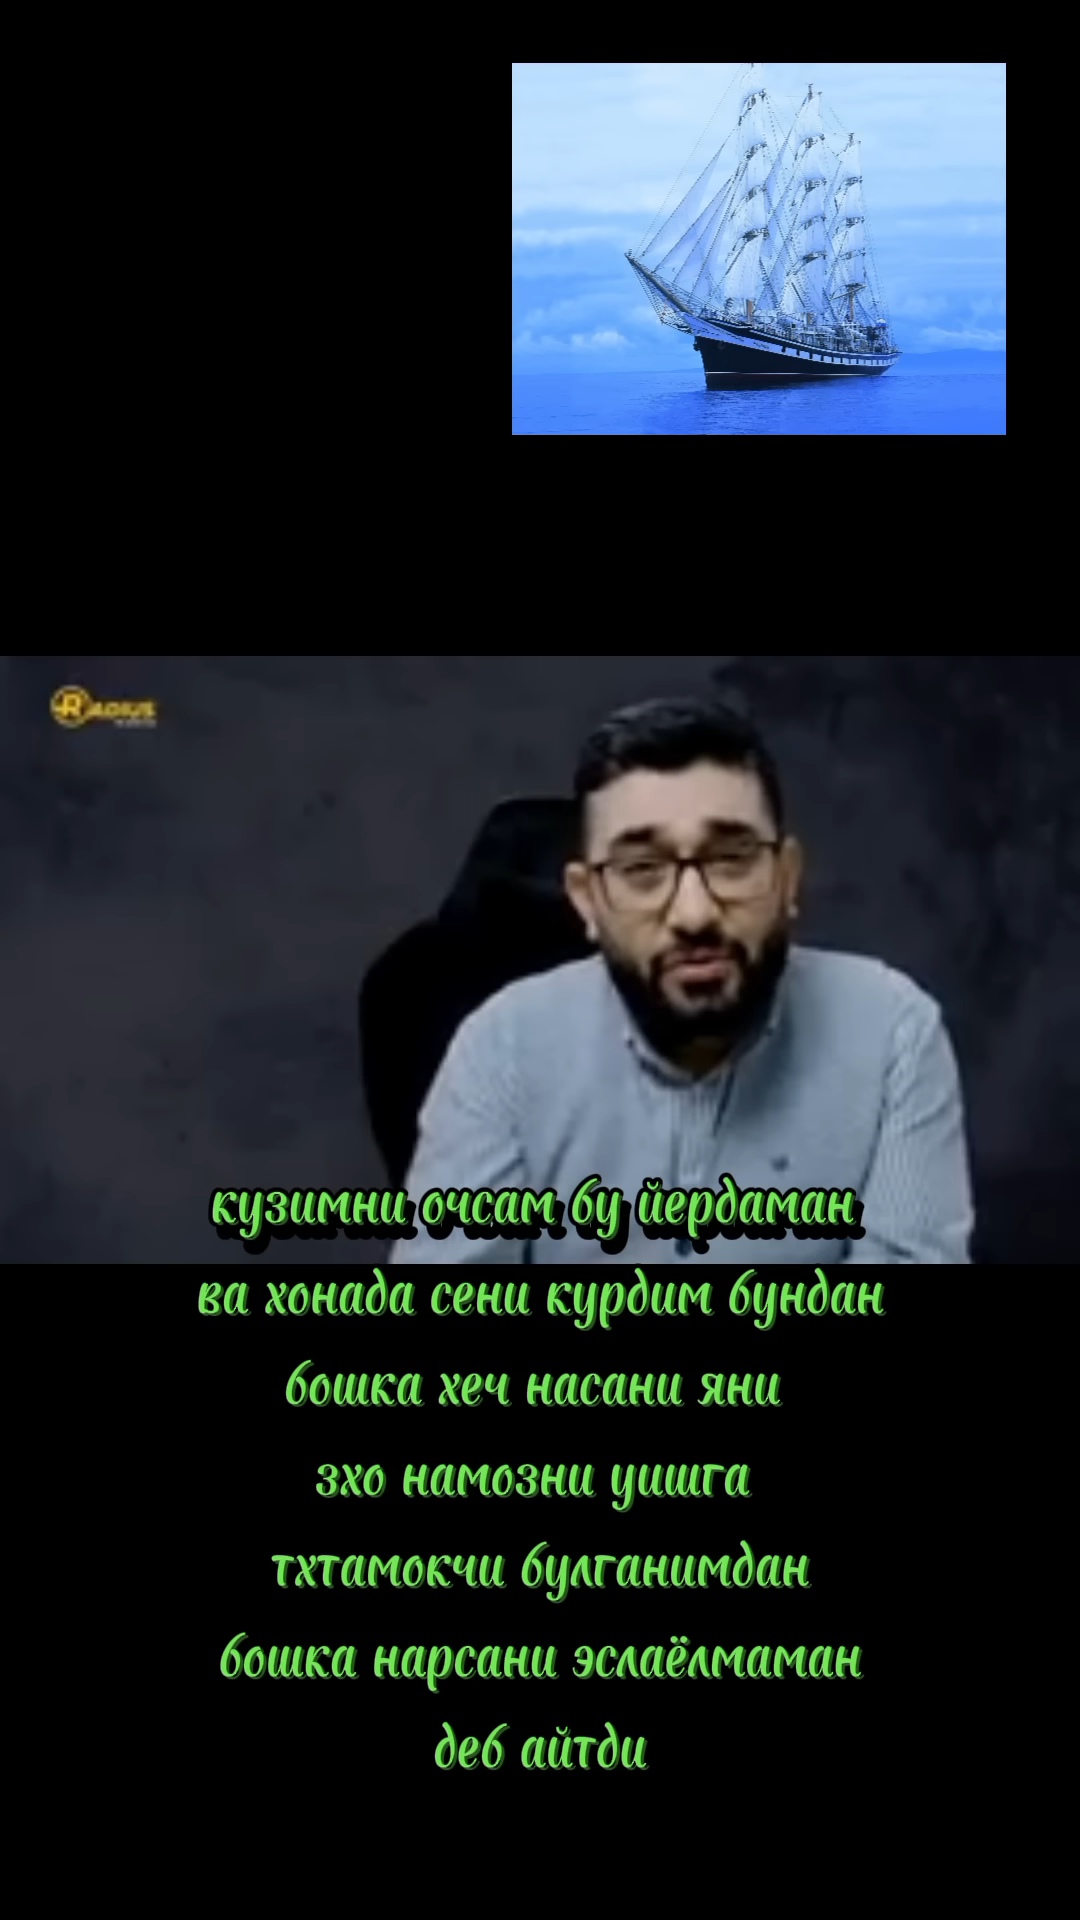 RADIUS
кузимни очсам бу йердаман
ва хонада сени курдим бундан
бошка хеч насани яни
зхо намозни уишга
тхтамокчи булганимдан
бошка нарсани эслаёлмаман
деб айтди